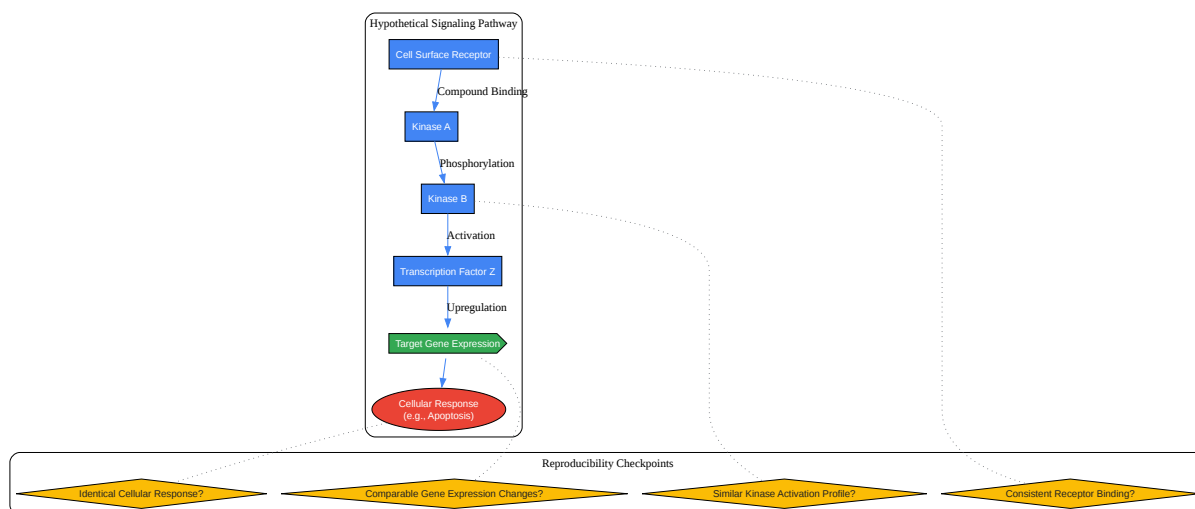 Hypothetical Signaling Pathway
Cell Surface Receptor
Compound Binding
Kinase A
Phosphorylation
Kinase B
Activation
Transcription Factor Z
Upregulation
Target Gene Expression
Cellular Response
(e.g., Apoptosis)
Reproducibility Checkpoints
Identical Cellular Response?
Comparable Gene Expression Changes?
Similar Kinase Activation Profile?
Consistent Receptor Binding?